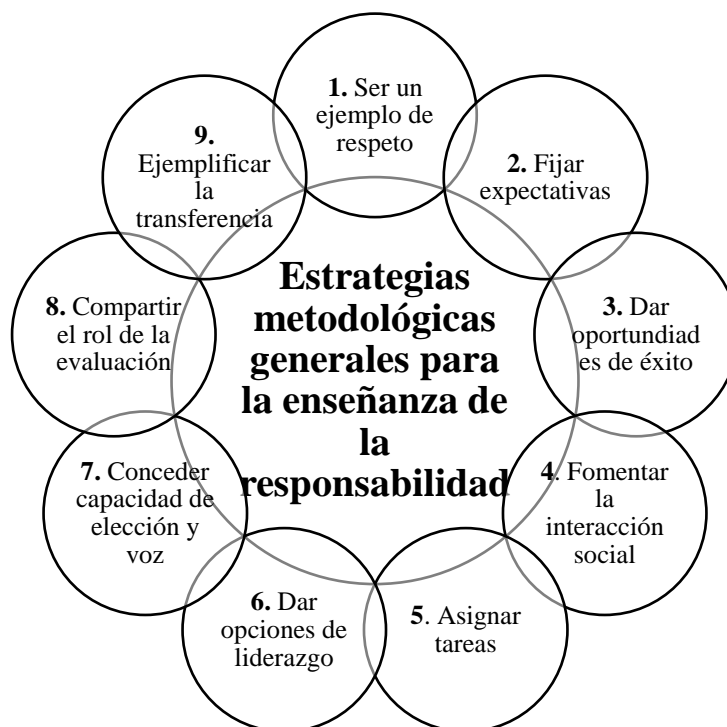 1. Ser un
ejemplo de
respeto
2. Fijar
expectativas
3. Dar
oportundiad
es de éxito
4. Fomentar
la
interacción
social
5. Asignar
tareas
6. Dar
opciones de
liderazgo
7. Conceder
capacidad de
elección y
voz
8. Compartir
el rol de la
evaluación
9.
Ejemplificar
la
transferencia
Estrategias
metodológicas
generales para
la enseñanza de
la
responsabilidad